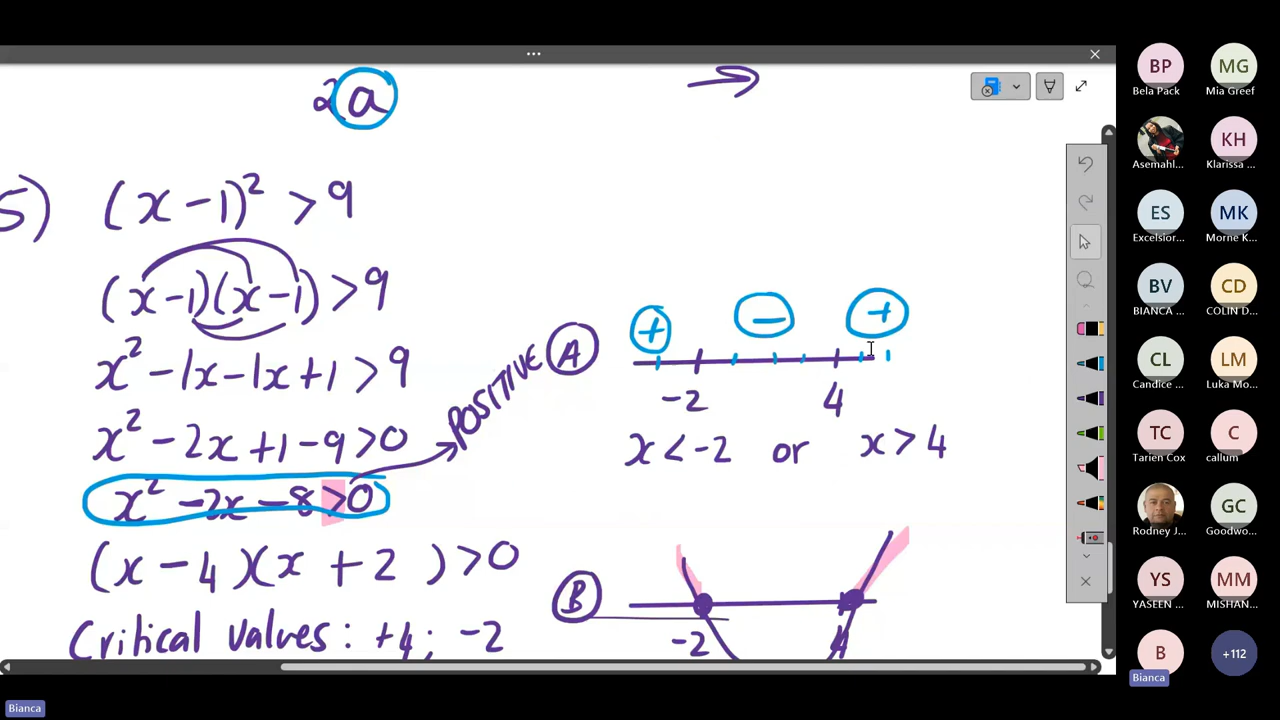 2a
5) (x - 1)² > 9
(x - 1)(x - 1) > 9
x² - 1x - 1x + 1 > 9
x² - 2x + 1 - 9 > 0
x² - 2x - 8 > 0
POSITIVE
(x - 4)(x + 2 ) > 0
Critical values: +4; -2
A
+ − +
-2 4
x < -2 or x > 4
B
-2 4
BP
Bela Pack
MG
Mia Greef
Asemahl...
KH
Klarissa ...
ES
Excelsior...
MK
Morne K...
BV
BIANCA ...
CD
COLIN D...
CL
Candice ...
LM
Luka Mo...
TC
Tarien Cox
C
callum
Rodney J...
GC
Goodwo...
YS
YASEEN ...
MM
MISHAN...
B
Bianca
+112
Bianca